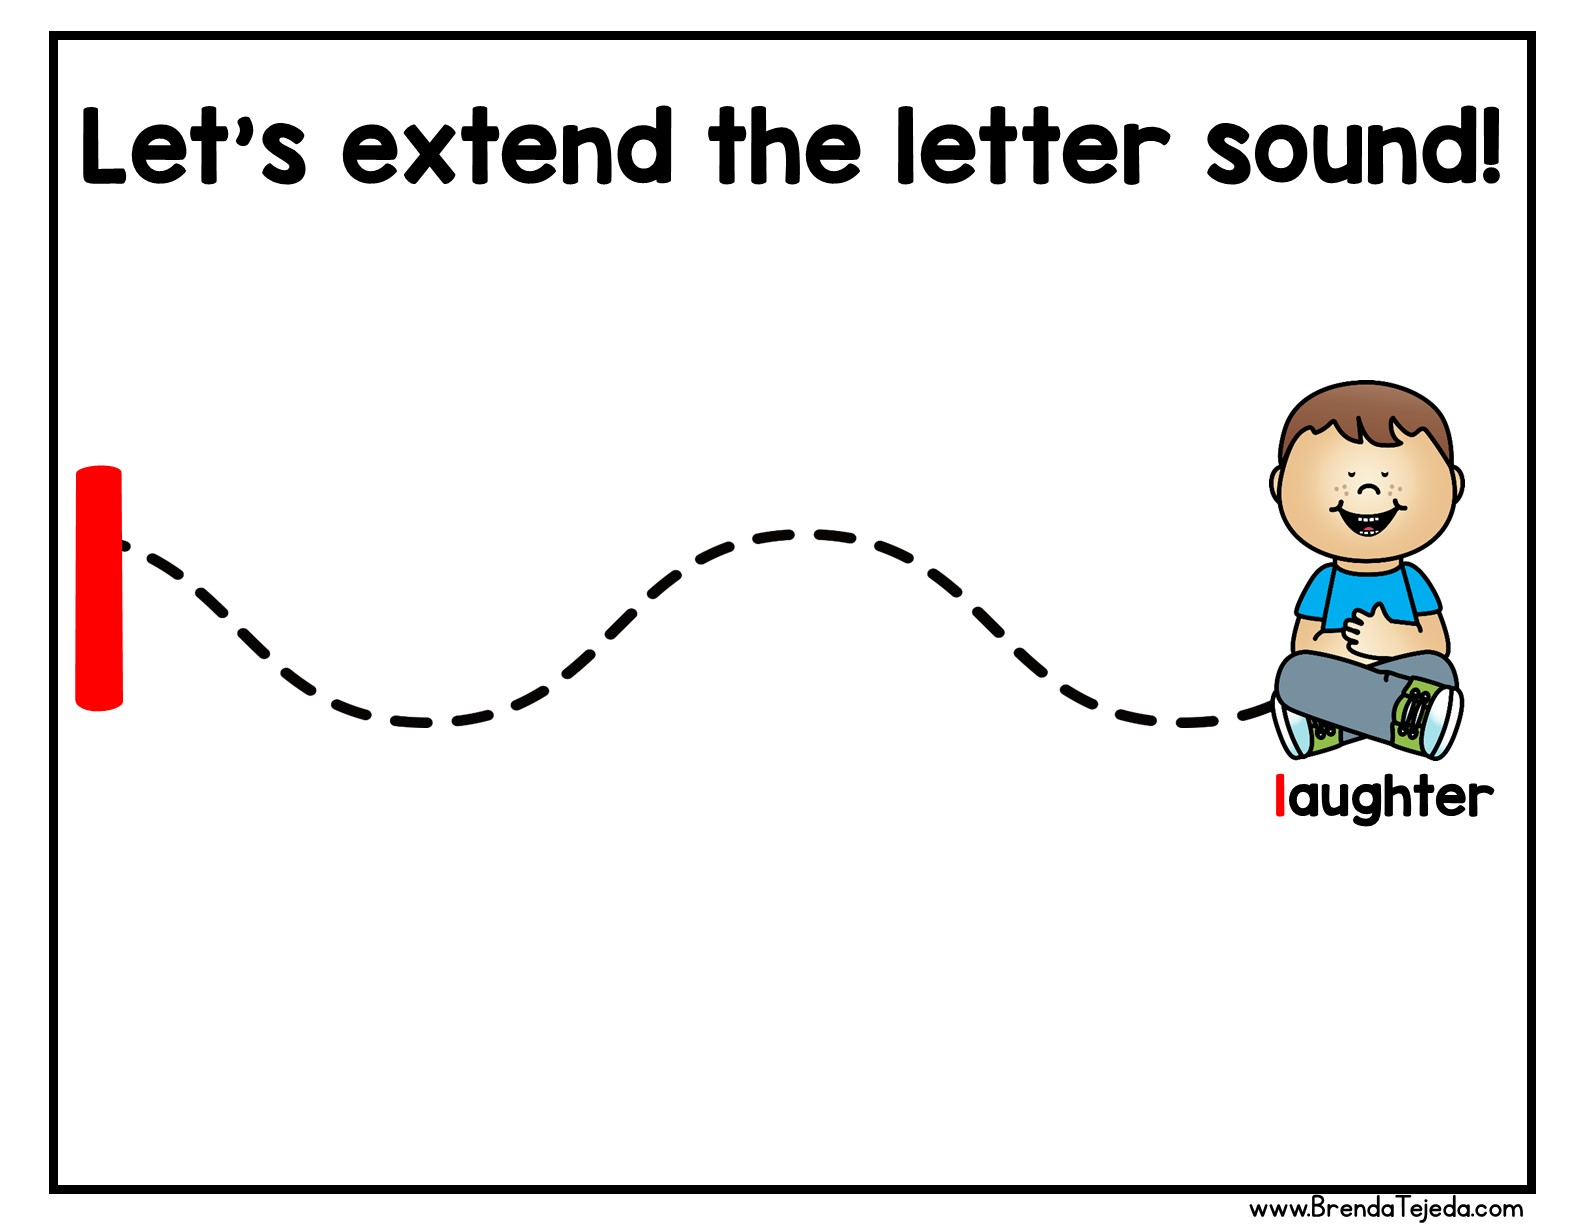 Let's extend the letter sound!
l
laughter
www.BrendaTejeda.com